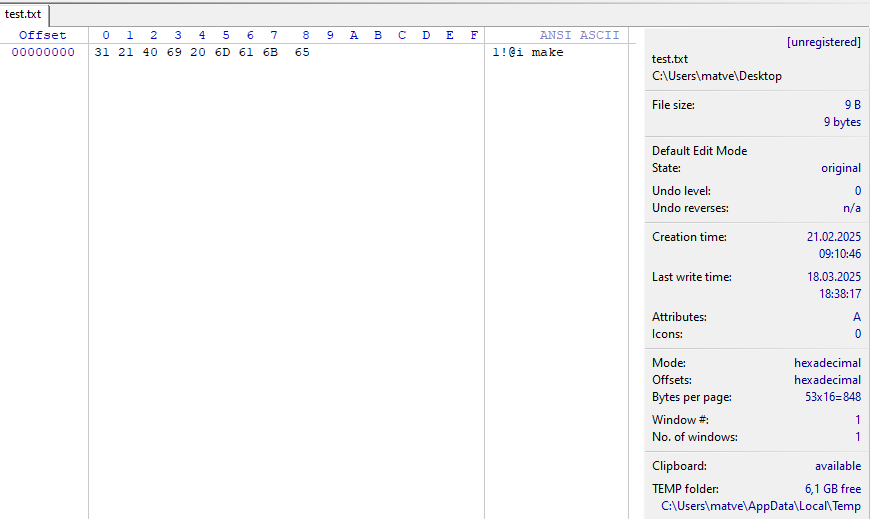 test.txt
Offset 0 1 2 3 4 5 6 7 8 9 A B C D E F ANSI ASCII
00000000 31 21 40 69 20 6D 61 6B 65 1!@i make
[unregistered]
test.txt
C:\Users\matve\Desktop
File size: 9 B
9 bytes
Default Edit Mode
State: original
Undo level: 0
Undo reverses: n/a
Creation time: 21.02.2025
09:10:46
Last write time: 18.03.2025
18:38:17
Attributes: A
Icons: 0
Mode: hexadecimal
Offsets: hexadecimal
Bytes per page: 53x16=848
Window #: 1
No. of windows: 1
Clipboard: available
TEMP folder: 6,1 GB free
C:\Users\matve\AppData\Local\Temp